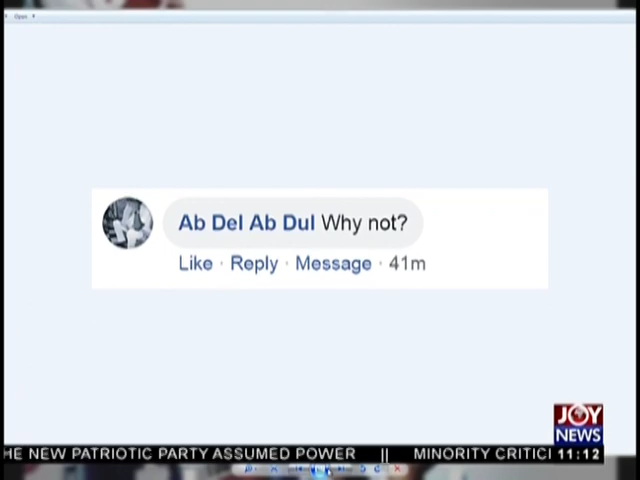 Open
Ab Del Ab Dul Why not?
Like · Reply · Message · 41m
JOY
NEWS
HE NEW PATRIOTIC PARTY ASSUMED POWER || MINORITY CRITICI 11:12